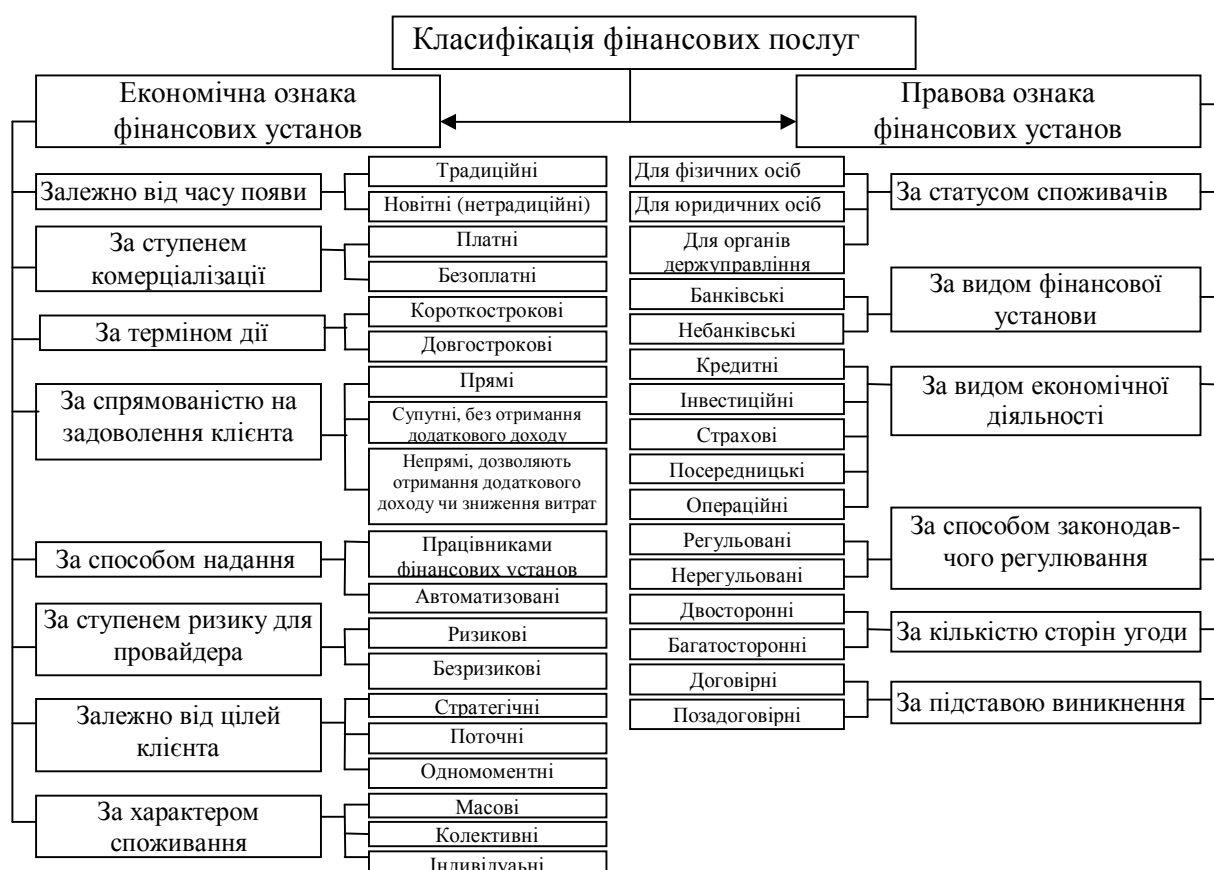 Класифікація фінансових послуг
Економічна ознака
фінансових установ
Правова ознака
фінансових установ
Залежно від часу появи
Традиційні
Новітні (нетрадиційні)
За ступенем
комерціалізації
Платні
Безоплатні
За терміном дії
Короткострокові
Довгострокові
За спрямованістю на
задоволення клієнта
Прямі
Супутні, без отримання
додаткового доходу
Непрямі, дозволяють
отримання додаткового
доходу чи зниження витрат
За способом надання
Працівниками
фінансових установ
Автоматизовані
За ступенем ризику для
провайдера
Ризикові
Безризикові
Залежно від цілей
клієнта
Стратегічні
Поточні
Одномоментні
За характером
споживання
Масові
Колективні
Індивідуаьні
Для фізичних осіб
Для юридичних осіб
Для органів
держуправління
За статусом споживачів
Банківські
Небанківські
За видом фінансової
установи
Кредитні
Інвестиційні
Страхові
Посередницькі
Операційні
За видом економічної
діяльності
Регульовані
Нерегульовані
За способом законодав-
чого регулювання
Двосторонні
Багатосторонні
За кількістю сторін угоди
Договірні
Позадоговірні
За підставою виникнення